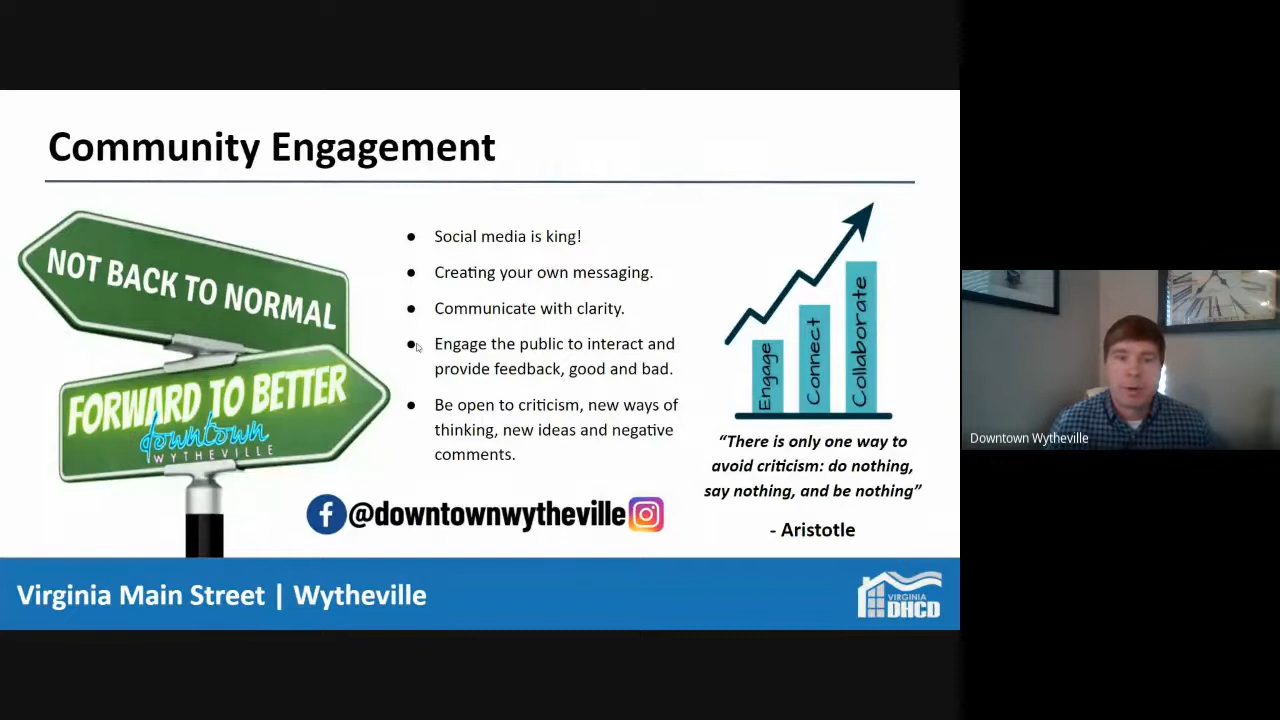 Community Engagement
NOT BACK TO NORMAL
FORWARD TO BETTER
downtown
WYTHEVILLE
● Social media is king!
● Creating your own messaging.
● Communicate with clarity.
● Engage the public to interact and
provide feedback, good and bad.
● Be open to criticism, new ways of
thinking, new ideas and negative
comments.
@downtownwytheville
Engage
Connect
Collaborate
“There is only one way to
avoid criticism: do nothing,
say nothing, and be nothing”
- Aristotle
Virginia Main Street | Wytheville
VIRGINIA
DHCD
Downtown Wytheville